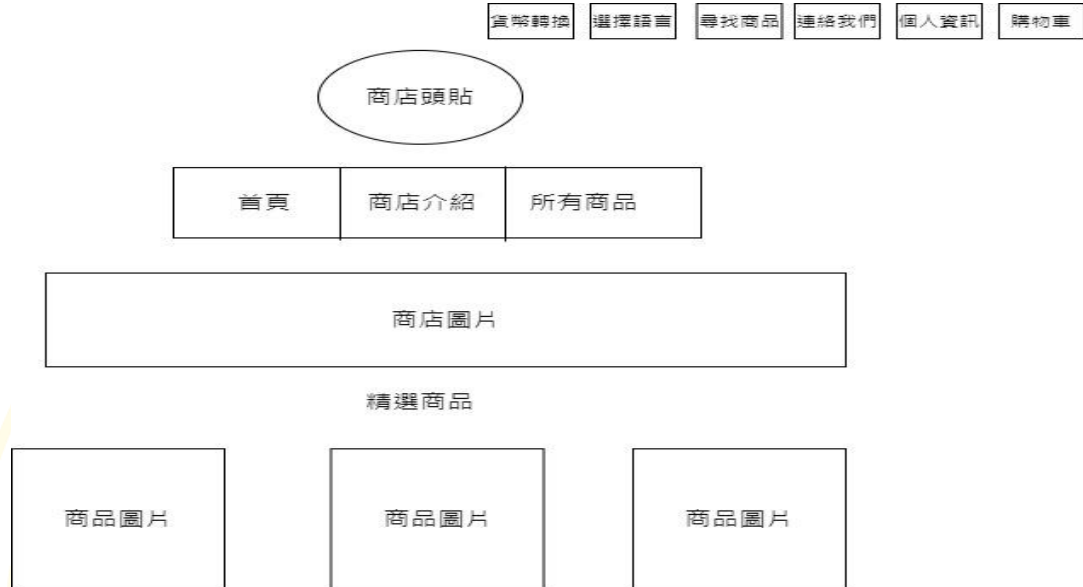 貨幣轉換 選擇語言 尋找商品 連絡我們 個人資訊 購物車
商店頭貼
首頁 商店介紹 所有商品
商店圖片
精選商品
商品圖片 商品圖片 商品圖片